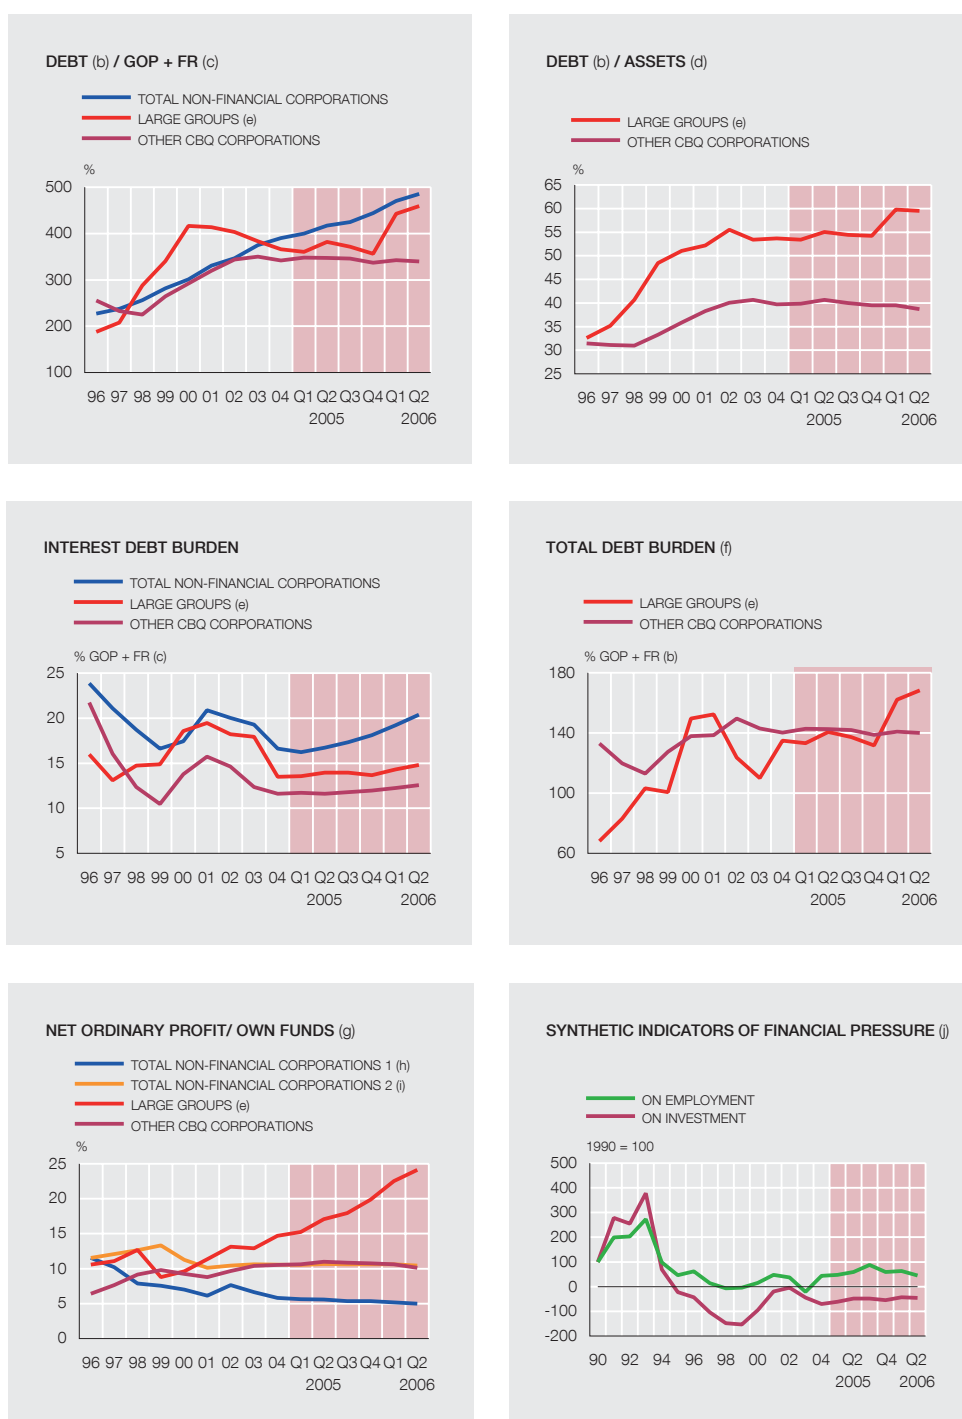 DEBT (b) / GOP + FR (c)
TOTAL NON-FINANCIAL CORPORATIONS
LARGE GROUPS (e)
OTHER CBQ CORPORATIONS
%
500
400
300
200
100
96 97 98 99 00 01 02 03 04 Q1 Q2 Q3 Q4 Q1 Q2
2005 2006
DEBT (b) / ASSETS (d)
LARGE GROUPS (e)
OTHER CBQ CORPORATIONS
%
65
60
55
50
45
40
35
30
25
96 97 98 99 00 01 02 03 04 Q1 Q2 Q3 Q4 Q1 Q2
2005 2006
INTEREST DEBT BURDEN
TOTAL NON-FINANCIAL CORPORATIONS
LARGE GROUPS (e)
OTHER CBQ CORPORATIONS
% GOP + FR (c)
25
20
15
10
5
96 97 98 99 00 01 02 03 04 Q1 Q2 Q3 Q4 Q1 Q2
2005 2006
TOTAL DEBT BURDEN (f)
LARGE GROUPS (e)
OTHER CBQ CORPORATIONS
% GOP + FR (b)
180
140
100
60
96 97 98 99 00 01 02 03 04 Q1 Q2 Q3 Q4 Q1 Q2
2005 2006
NET ORDINARY PROFIT/ OWN FUNDS (g)
TOTAL NON-FINANCIAL CORPORATIONS 1 (h)
TOTAL NON-FINANCIAL CORPORATIONS 2 (i)
LARGE GROUPS (e)
OTHER CBQ CORPORATIONS
%
25
20
15
10
5
0
96 97 98 99 00 01 02 03 04 Q1 Q2 Q3 Q4 Q1 Q2
2005 2006
SYNTHETIC INDICATORS OF FINANCIAL PRESSURE (j)
ON EMPLOYMENT
ON INVESTMENT
1990 = 100
500
400
300
200
100
0
-100
-200
90 92 94 96 98 00 02 04 Q2 Q4 Q2
2005 2006